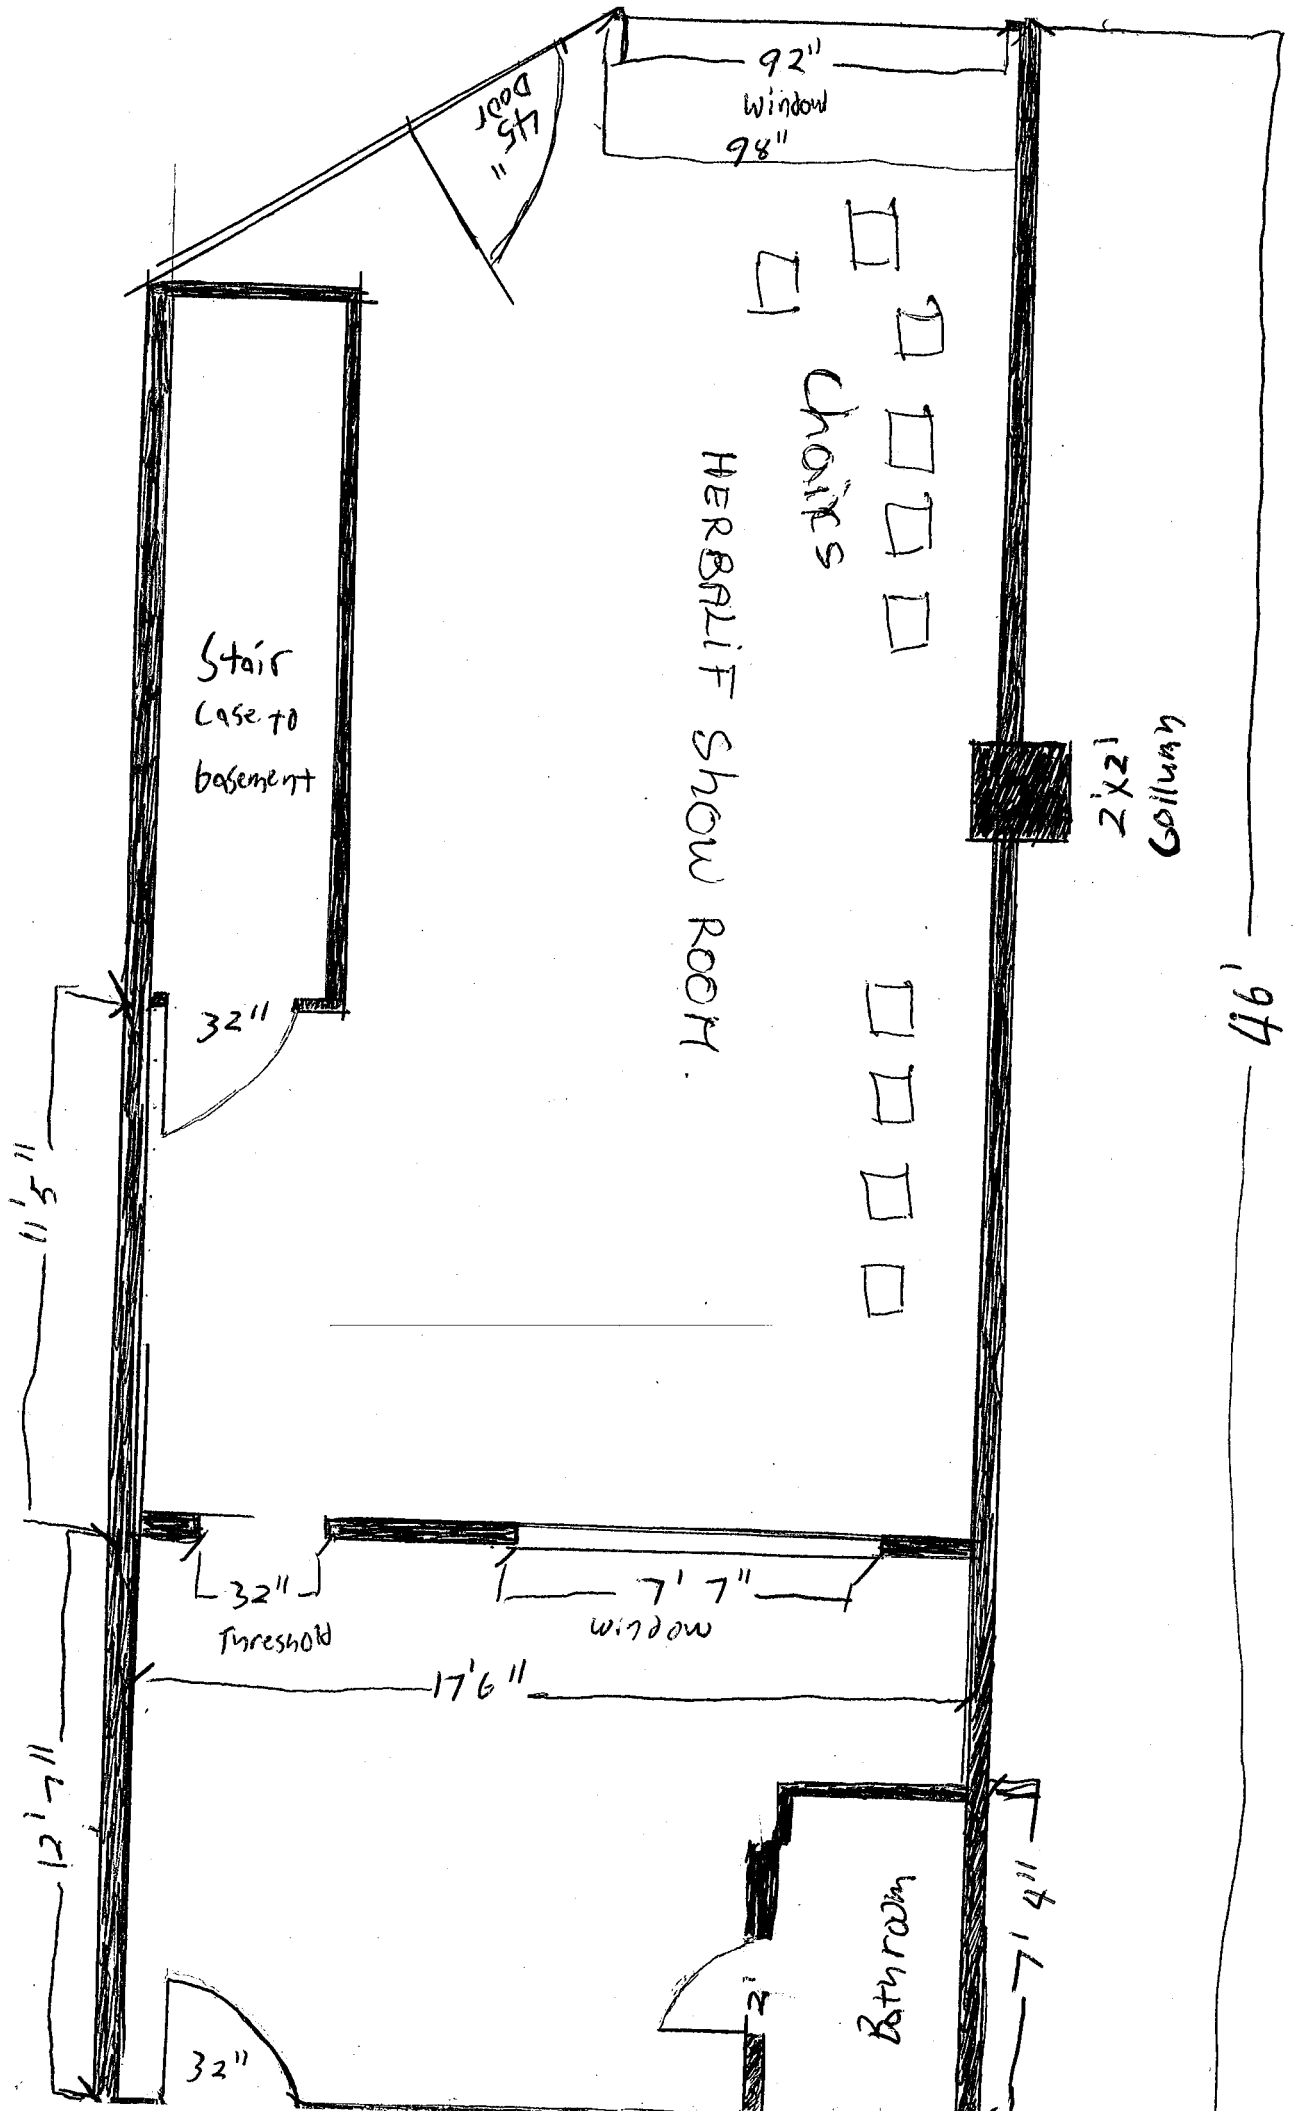 92"
window
98"
45"
Door
Chairs
HERBALIF SHOW ROOM.
Stair
Case to
basement
2'x2'
Coilumn
46'
32"
11'5"
32"
Threshold
7' 7"
window
17'6"
12' 7"
Bathroom
7' 4"
2'
32"